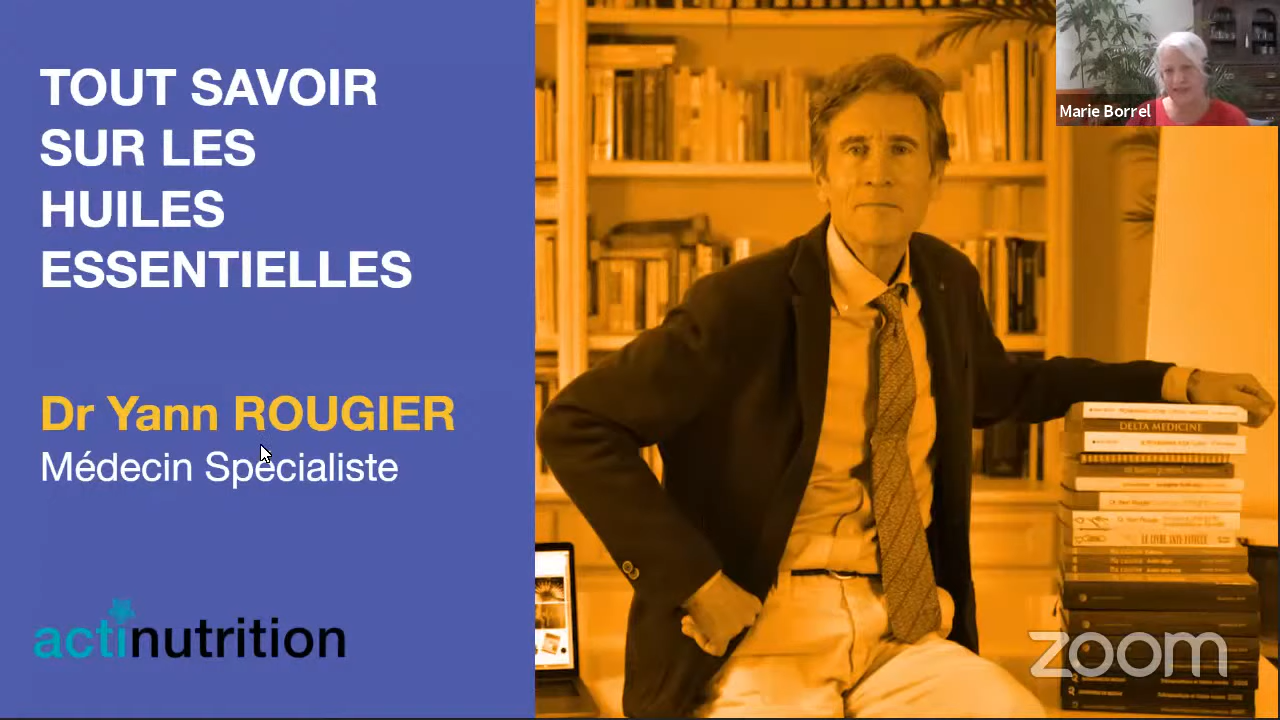 TOUT SAVOIR
SUR LES
HUILES
ESSENTIELLES
Dr Yann ROUGIER
Médecin Spécialiste
actinutrition
Marie Borrel
DELTA MEDICINE
LE LIVRE ANTI-FATIGUE
zoom